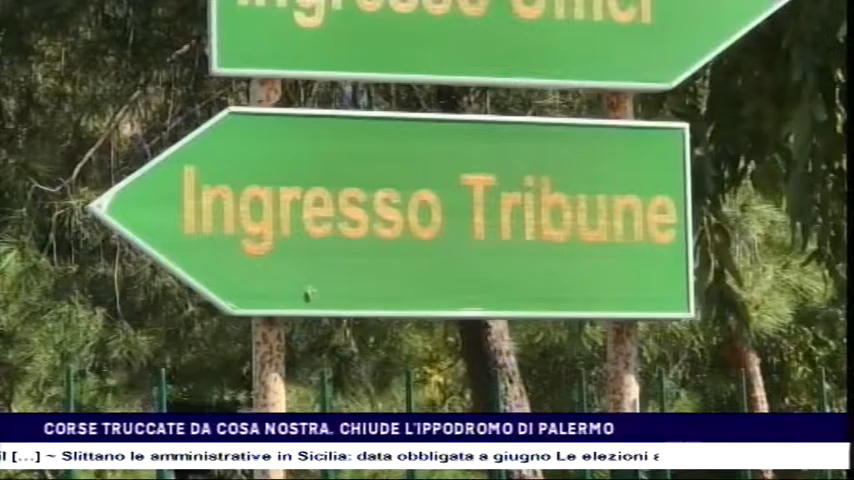 Ingresso Uffici
Ingresso Tribune
CORSE TRUCCATE DA COSA NOSTRA. CHIUDE L'IPPODROMO DI PALERMO
il [...] ~ Slittano le amministrative in Sicilia: data obbligata a giugno Le elezioni